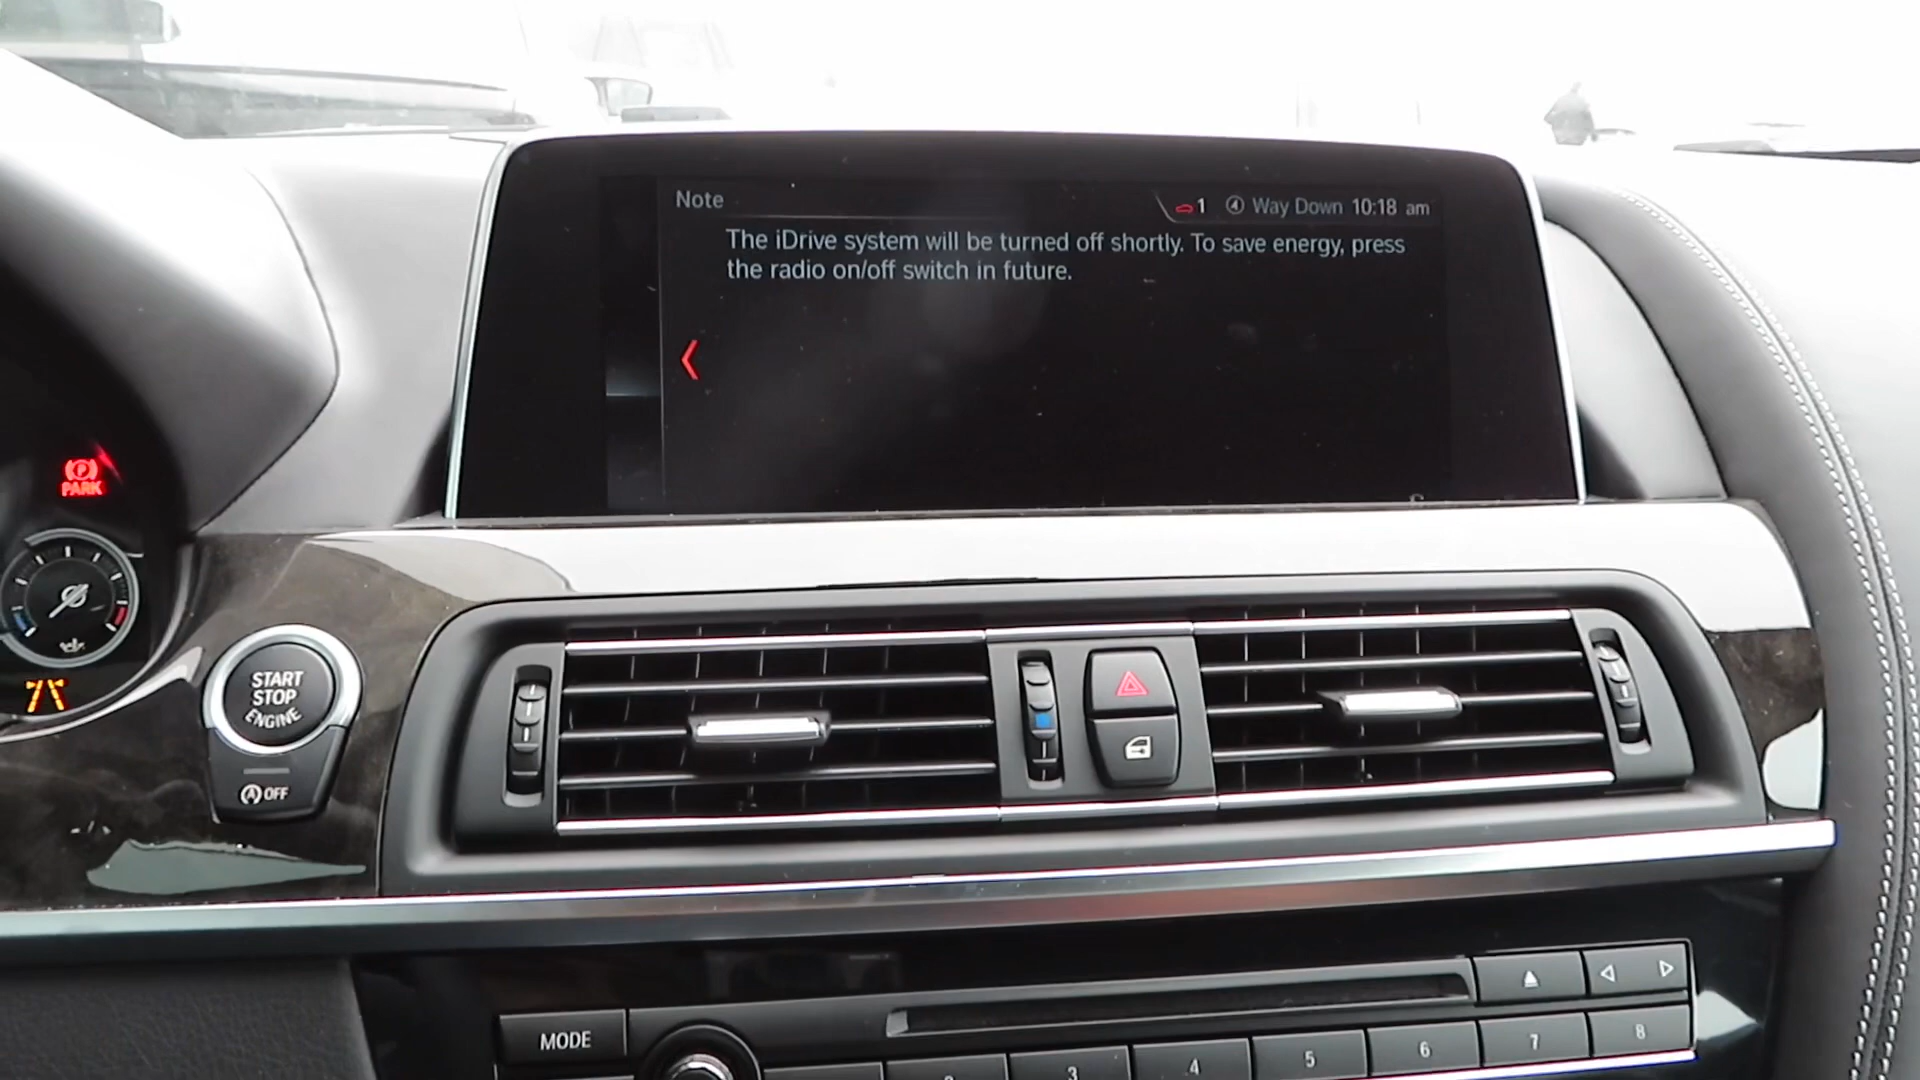 Note
1 4 Way Down 10:18 am
The iDrive system will be turned off shortly. To save energy, press
the radio on/off switch in future.
P
PARK
START
STOP
ENGINE
A OFF
MODE
3 4 5 6 7 8